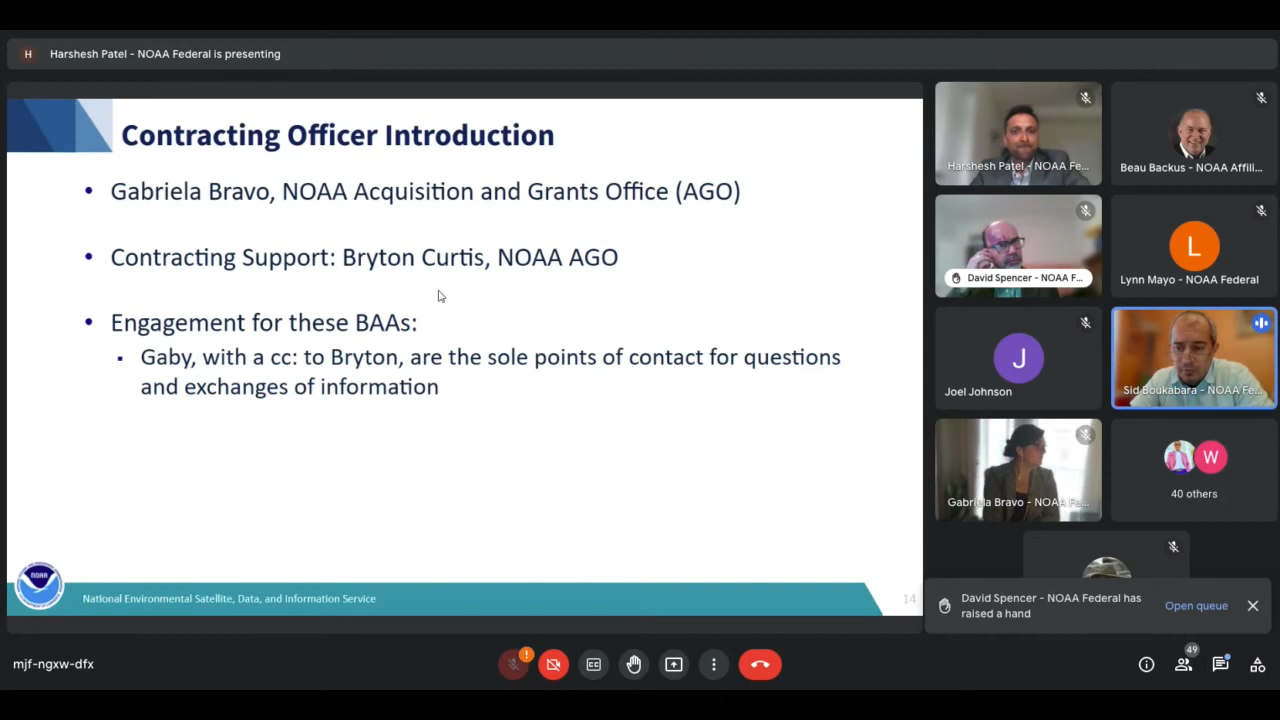 H Harshesh Patel - NOAA Federal is presenting
Contracting Officer Introduction
• Gabriela Bravo, NOAA Acquisition and Grants Office (AGO)
• Contracting Support: Bryton Curtis, NOAA AGO
• Engagement for these BAAs:
▪ Gaby, with a cc: to Bryton, are the sole points of contact for questions
and exchanges of information
NOAA
National Environmental Satellite, Data, and Information Service
14
Harshesh Patel - NOAA Fe...
Beau Backus - NOAA Affili...
David Spencer - NOAA F...
L
Lynn Mayo - NOAA Federal
J
Joel Johnson
Sid Boukabara - NOAA Fe...
Gabriela Bravo - NOAA Fe...
W
40 others
David Spencer - NOAA Federal has
raised a hand
Open queue
mjf-ngxw-dfx
49